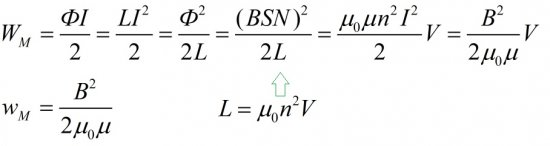 W_M = ΦI/2 = LI²/2 = Φ²/2L = (BSN)²/2L = μ₀μn²I²/2 V = B²/2μ₀μ V
w_M = B²/2μ₀μ
L = μ₀n²V